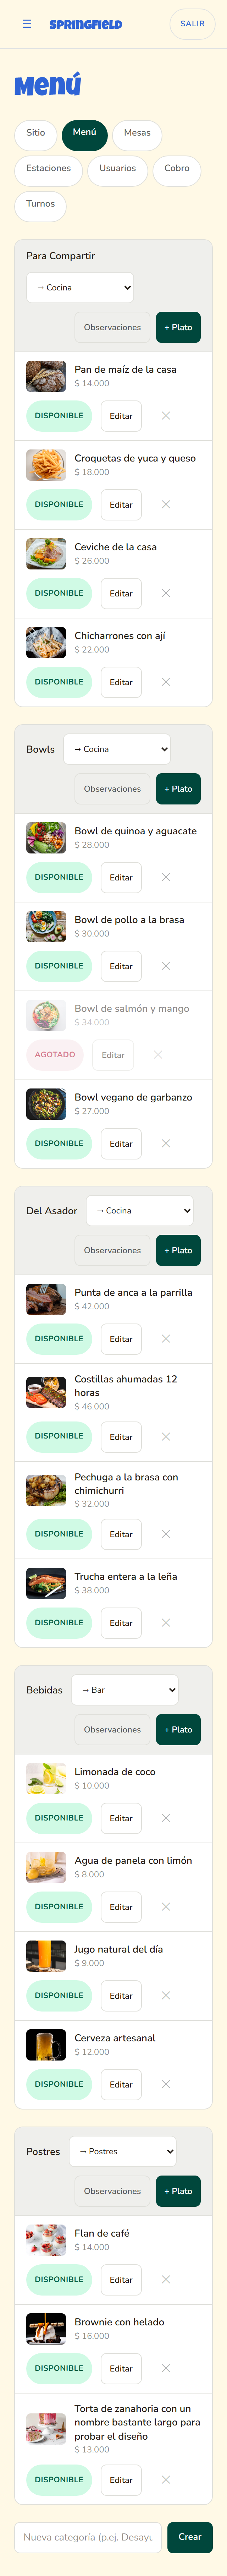 ☰ SPRINGFIELD SALIR
Menú
Sitio Menú Mesas
Estaciones Usuarios Cobro
Turnos
Para Compartir
→ Cocina
Observaciones + Plato
Pan de maíz de la casa
$ 14.000
DISPONIBLE Editar ×
Croquetas de yuca y queso
$ 18.000
DISPONIBLE Editar ×
Ceviche de la casa
$ 26.000
DISPONIBLE Editar ×
Chicharrones con ají
$ 22.000
DISPONIBLE Editar ×
Bowls → Cocina
Observaciones + Plato
Bowl de quinoa y aguacate
$ 28.000
DISPONIBLE Editar ×
Bowl de pollo a la brasa
$ 30.000
DISPONIBLE Editar ×
Bowl de salmón y mango
$ 34.000
AGOTADO Editar ×
Bowl vegano de garbanzo
$ 27.000
DISPONIBLE Editar ×
Del Asador → Cocina
Observaciones + Plato
Punta de anca a la parrilla
$ 42.000
DISPONIBLE Editar ×
Costillas ahumadas 12
horas
$ 46.000
DISPONIBLE Editar ×
Pechuga a la brasa con
chimichurri
$ 32.000
DISPONIBLE Editar ×
Trucha entera a la leña
$ 38.000
DISPONIBLE Editar ×
Bebidas → Bar
Observaciones + Plato
Limonada de coco
$ 10.000
DISPONIBLE Editar ×
Agua de panela con limón
$ 8.000
DISPONIBLE Editar ×
Jugo natural del día
$ 9.000
DISPONIBLE Editar ×
Cerveza artesanal
$ 12.000
DISPONIBLE Editar ×
Postres → Postres
Observaciones + Plato
Flan de café
$ 14.000
DISPONIBLE Editar ×
Brownie con helado
$ 16.000
DISPONIBLE Editar ×
Torta de zanahoria con un
nombre bastante largo para
probar el diseño
$ 13.000
DISPONIBLE Editar ×
Nueva categoría (p.ej. Desayu Crear